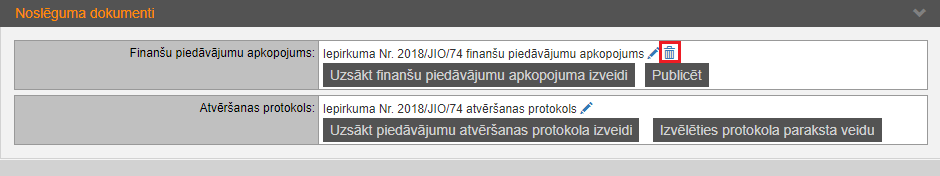 Noslēguma dokumenti
Finanšu piedāvājumu apkopojums: Iepirkuma Nr. 2018/JIO/74 finanšu piedāvājumu apkopojums
Uzsākt finanšu piedāvājumu apkopojuma izveidi Publicēt
Atvēršanas protokols: Iepirkuma Nr. 2018/JIO/74 atvēršanas protokols
Uzsākt piedāvājumu atvēršanas protokola izveidi Izvēlēties protokola paraksta veidu